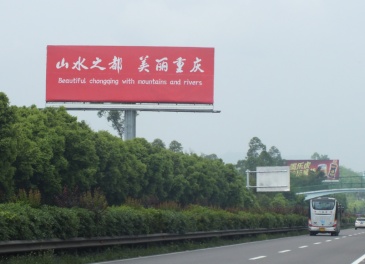 山水之都 美丽重庆
Beautiful chongqing with mountains and rivers